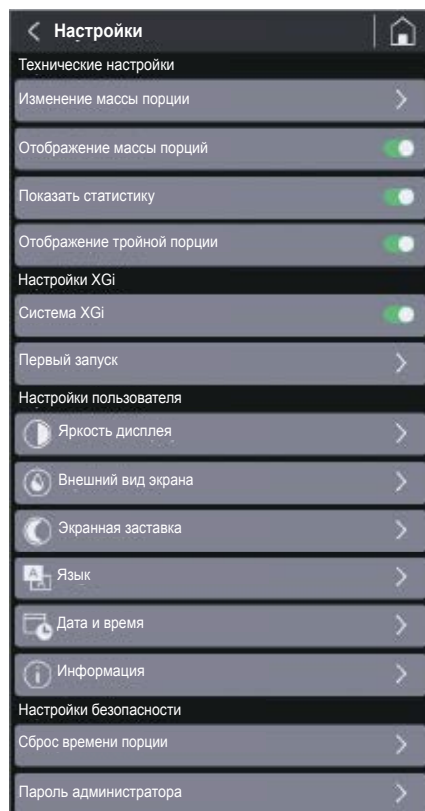 Настройки
Технические настройки
Изменение массы порции
Отображение массы порций
Показать статистику
Отображение тройной порции
Настройки XGi
Система XGi
Первый запуск
Настройки пользователя
Яркость дисплея
Внешний вид экрана
Экранная заставка
Язык
Дата и время
Информация
Настройки безопасности
Сброс времени порции
Пароль администратора